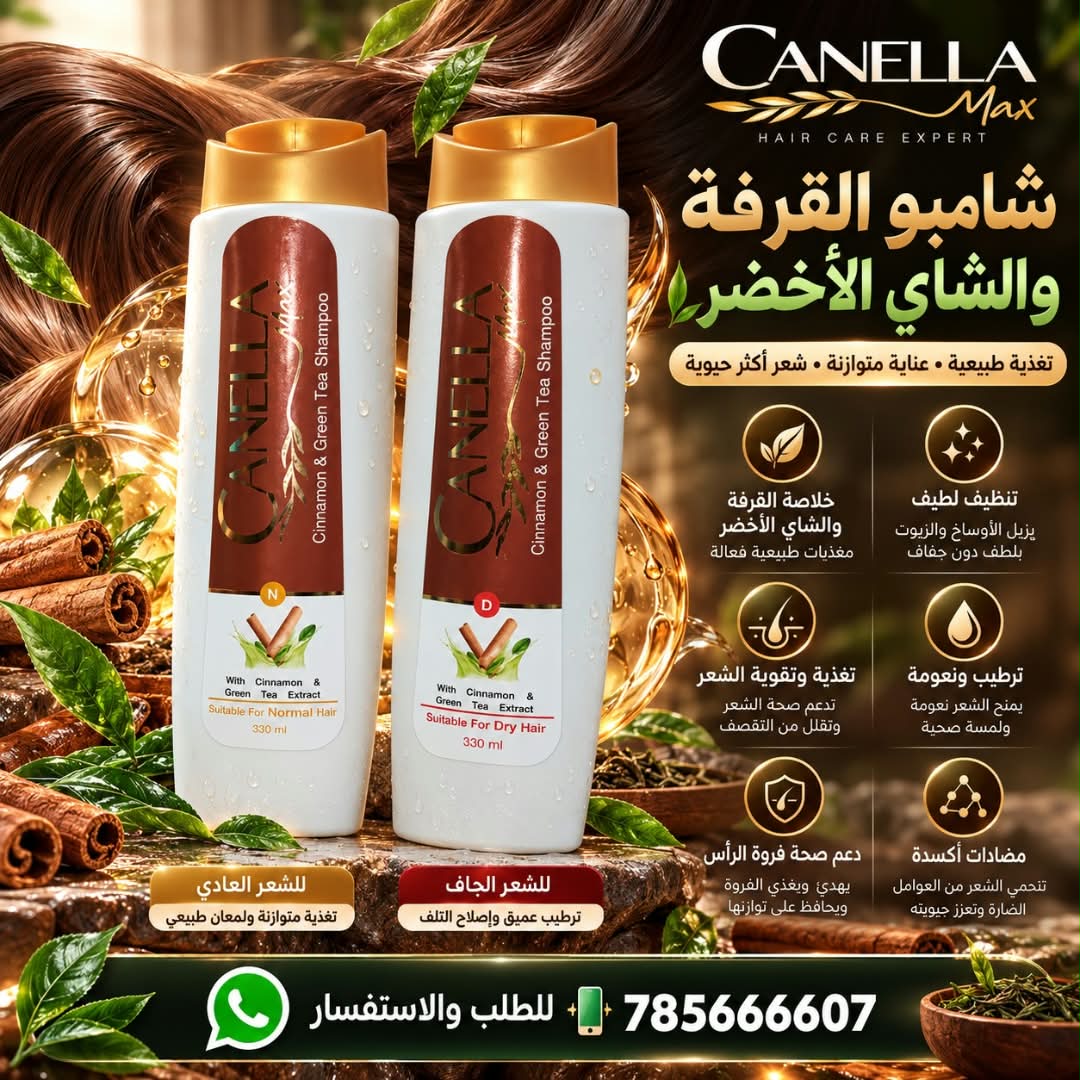 CANELLA
Max
HAIR CARE EXPERT
شامبو القرفة
والشاي الأخضر
تغذية طبيعية • عناية متوازنة • شعر أكثر حيوية
تنظيف لطيف
يزيل الأوساخ والزيوت
بلطف دون جفاف
خلاصة القرفة
والشاي الأخضر
مغذيات طبيعية فعالة
ترطيب ونعومة
يمنح الشعر نعومة
ولمسة صحية
تغذية وتقوية الشعر
تدعم صحة الشعر
وتقلل من التقصف
مضادات أكسدة
تتحمي الشعر من العوامل
الضارة وتعزز جيويته
دعم صحة فروة الرأس
يهدئ ويغذي الفروة
ويحافظ على توازنها
CANELLA
Max
Cinnamon & Green Tea Shampoo
N
With Cinnamon &
Green Tea Extract
Suitable For Normal Hair
330 ml
CANELLA
Max
Cinnamon & Green Tea Shampoo
D
With Cinnamon &
Green Tea Extract
Suitable For Dry Hair
330 ml
للشعر الجاف
ترطيب عميق وإصلاح التلف
للشعر العادي
تغذية متوازنة ولمعان طبيعي
للطلب والاستفسار
785666607